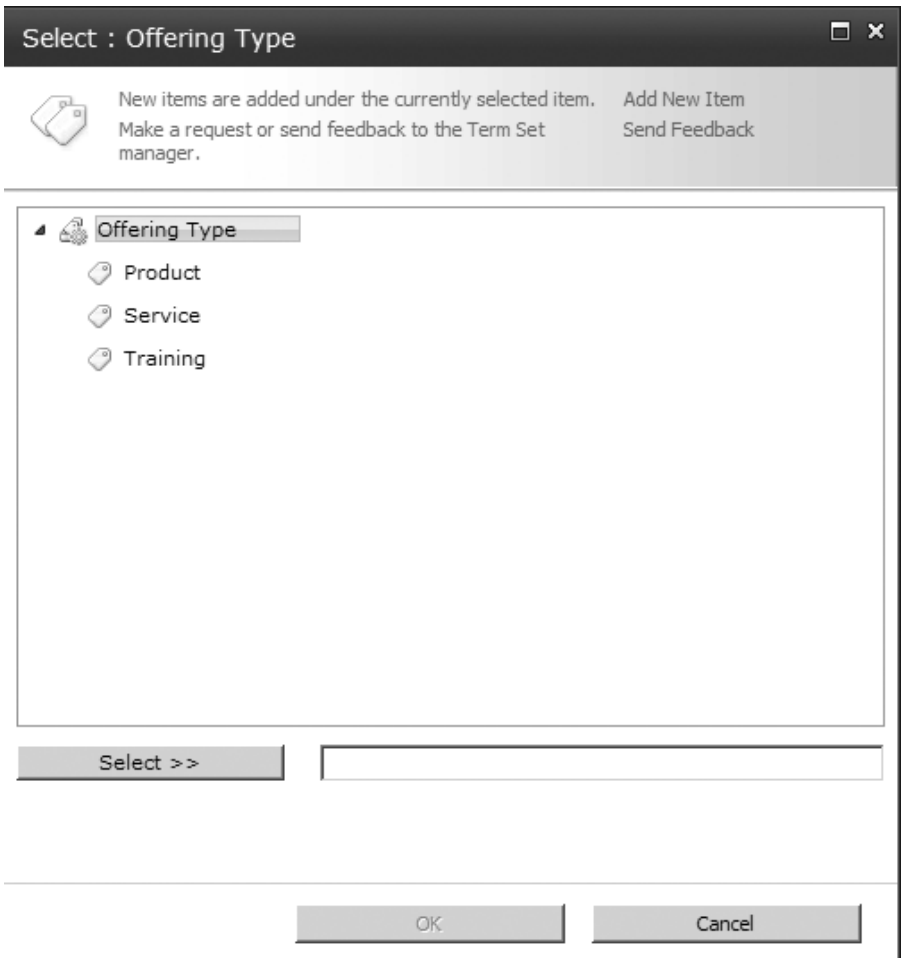 Select : Offering Type
New items are added under the currently selected item. Add New Item
Make a request or send feedback to the Term Set Send Feedback
manager.
Offering Type
Product
Service
Training
Select >>
OK Cancel